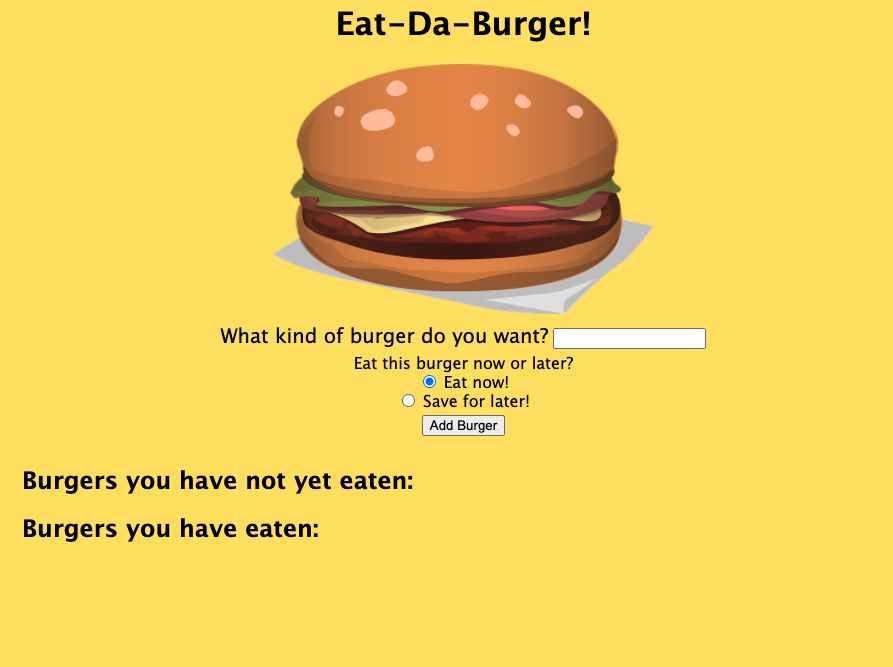 Eat-Da-Burger!
What kind of burger do you want?
Eat this burger now or later?
Eat now!
Save for later!
Add Burger
Burgers you have not yet eaten:
Burgers you have eaten: